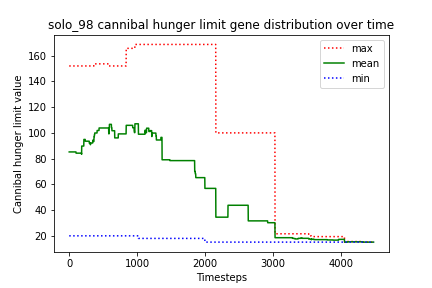 solo_98 cannibal hunger limit gene distribution over time
max
mean
min
Cannibal hunger limit value
160
140
120
100
80
60
40
20
0
1000
2000
3000
4000
Timesteps